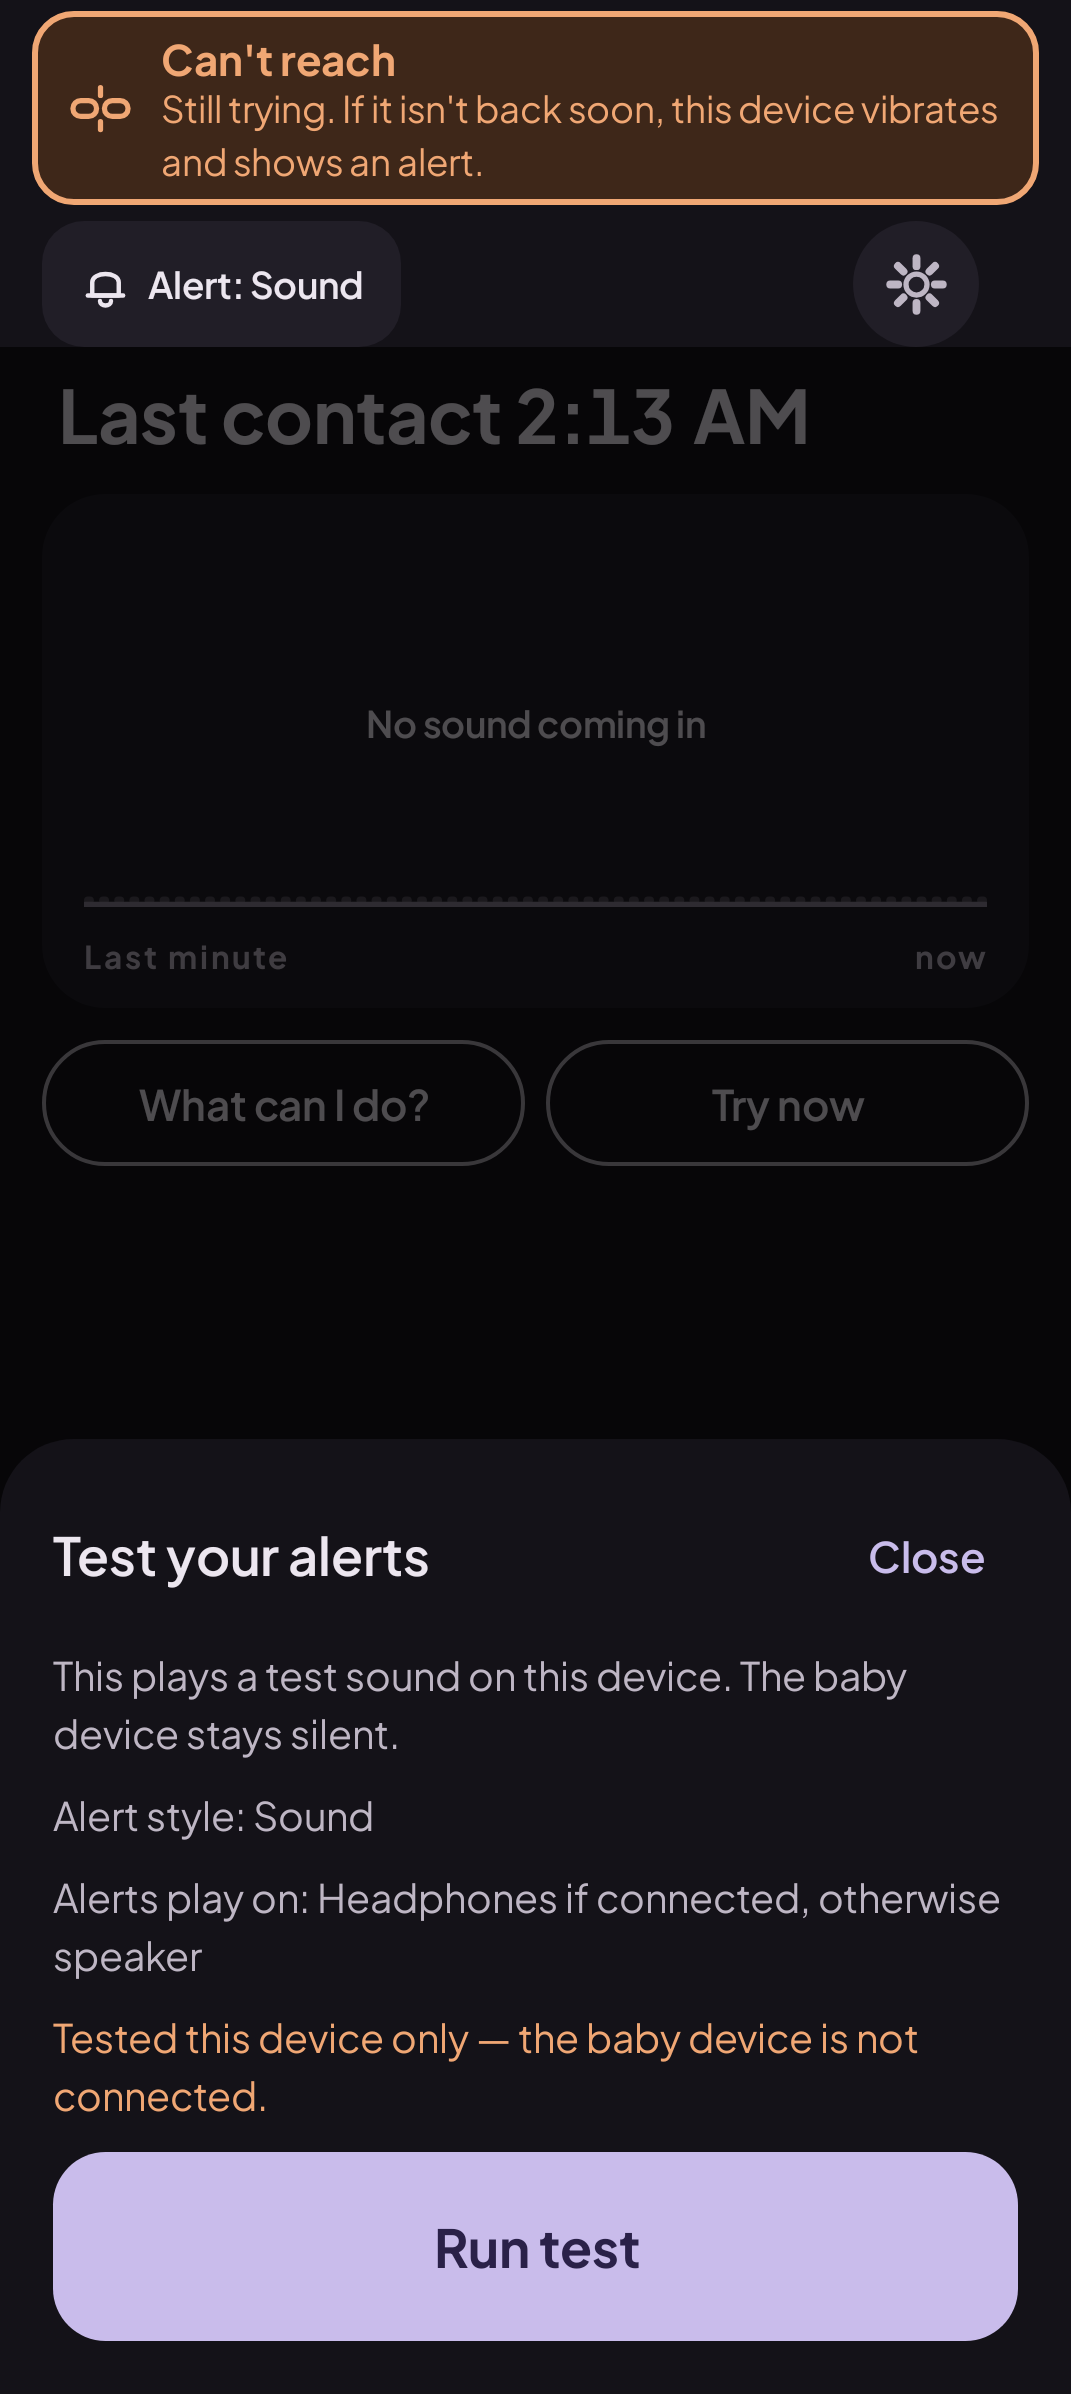 Can't reach
Still trying. If it isn't back soon, this device vibrates
and shows an alert.
Alert: Sound
Last contact 2:13 AM
No sound coming in
Last minute
now
What can I do?
Try now
Test your alerts
Close
This plays a test sound on this device. The baby
device stays silent.
Alert style: Sound
Alerts play on: Headphones if connected, otherwise
speaker
Tested this device only — the baby device is not
connected.
Run test